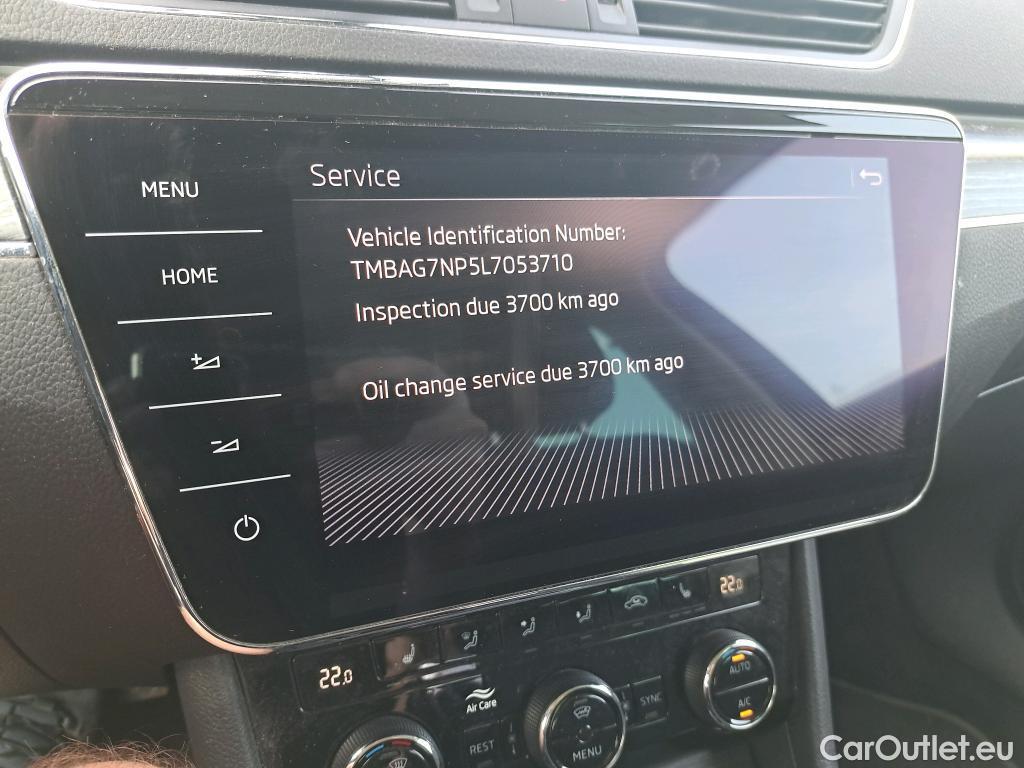 MENU
HOME
Service
Vehicle Identification Number:
TMBAG7NP5L7053710
Inspection due 3700 km ago
Oil change service due 3700 km ago
22.0
22.0
Air Care
REST
MENU
SYNC
AUTO
A/C
CarOutlet.eu